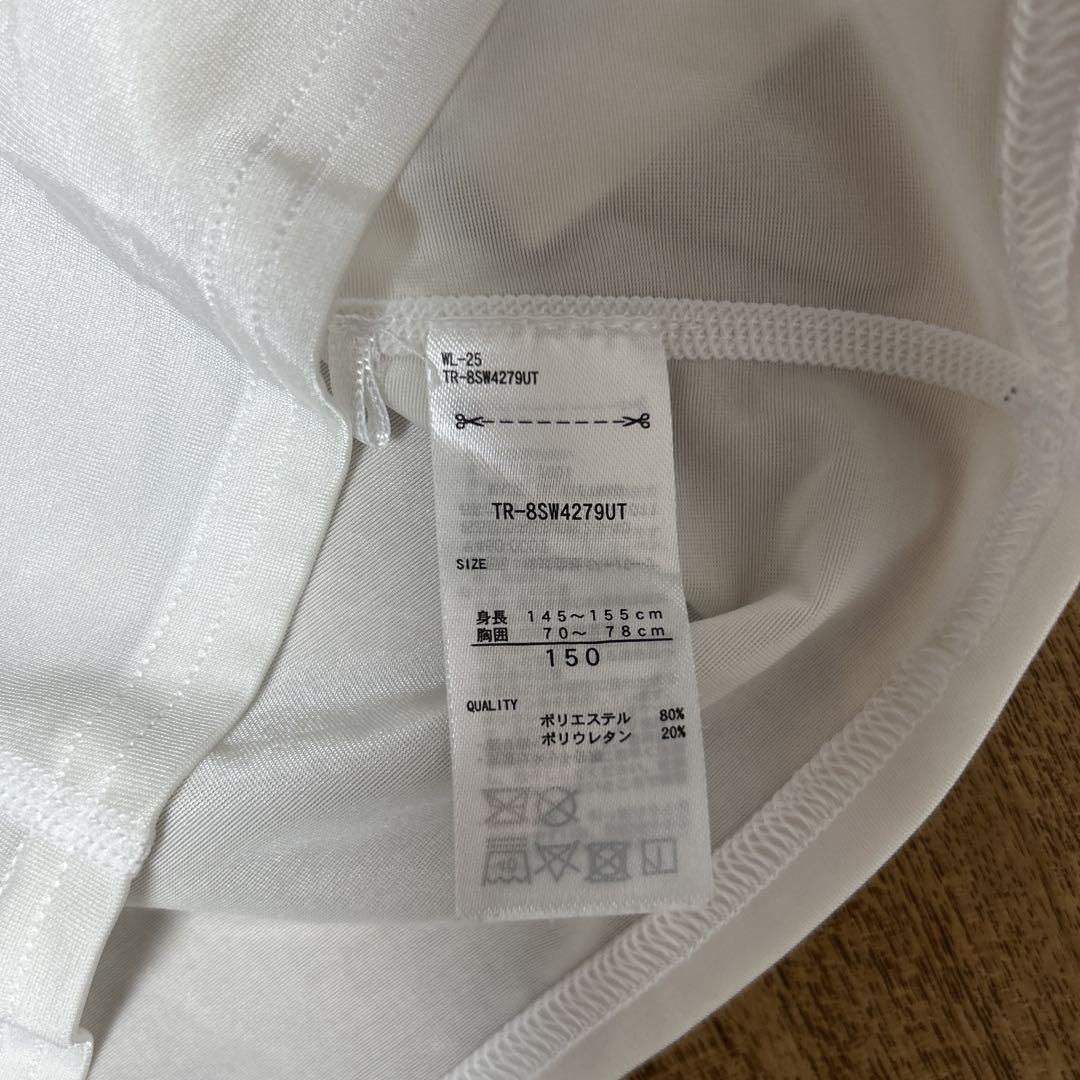 WL-25
TR-8SW4279UT
TR-8SW4279UT
SIZE
身長 145～155cm
胸囲 70～ 78cm
150
QUALITY
ポリエステル 80%
ポリウレタン 20%